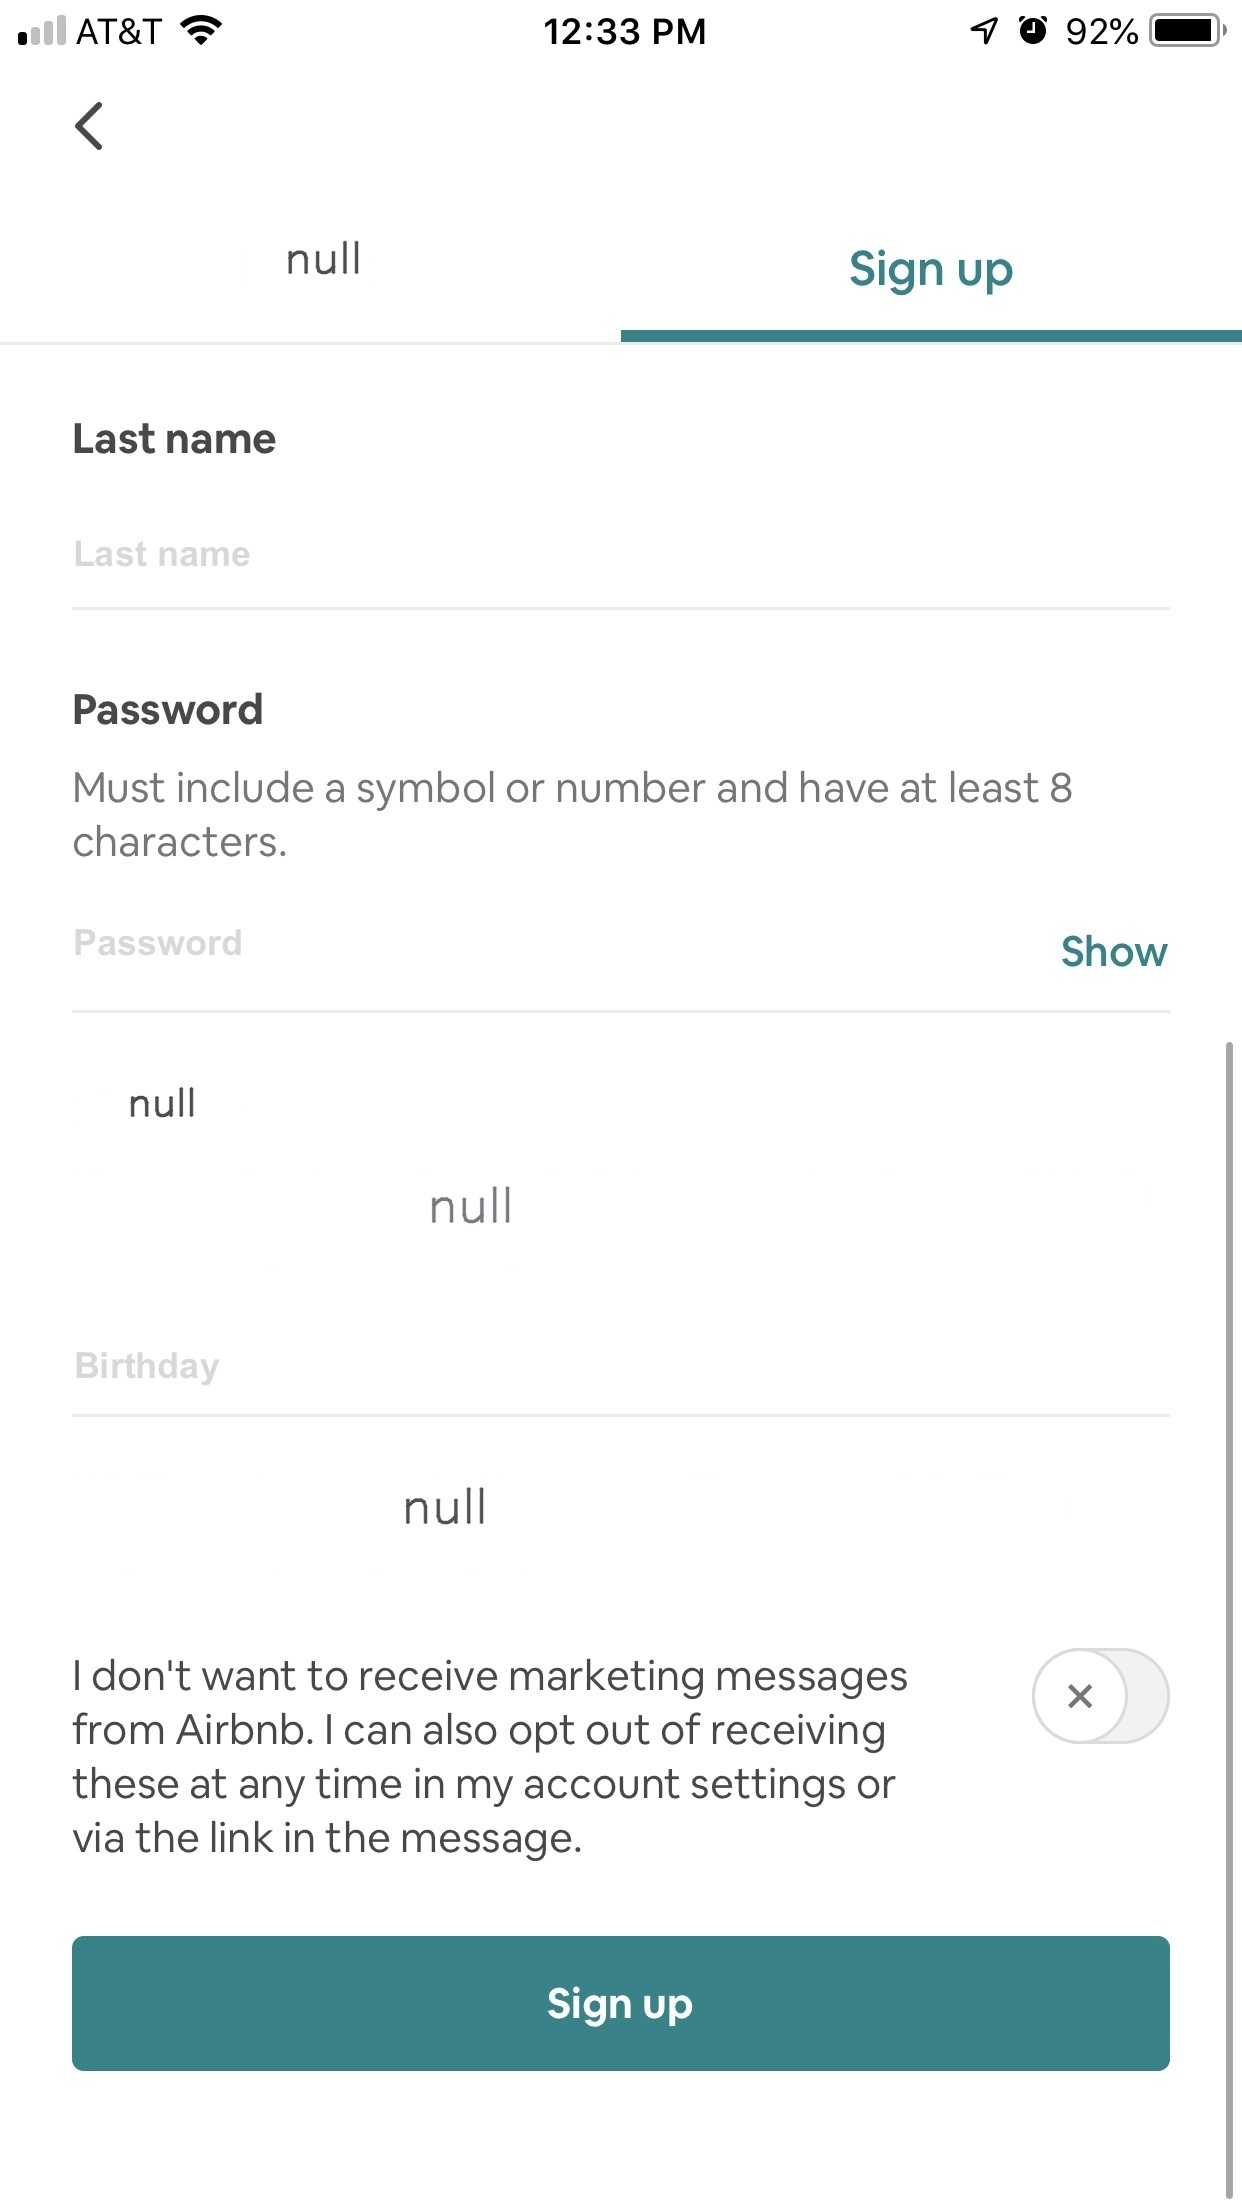 AT&T 12:33 PM 92%
null Sign up
Last name
Last name
Password
Must include a symbol or number and have at least 8
characters.
Password Show
null
null
Birthday
null
I don't want to receive marketing messages
from Airbnb. I can also opt out of receiving
these at any time in my account settings or
via the link in the message.
Sign up